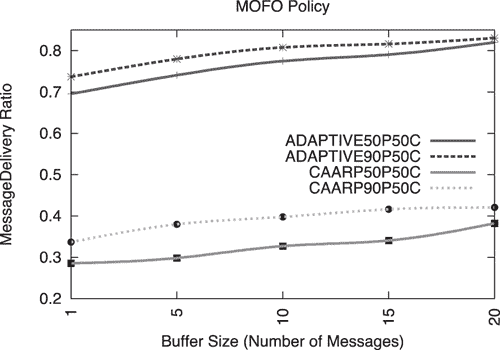 MOFO Policy
MessageDelivery Ratio
0.8
0.7
0.6
0.5
0.4
0.3
0.2
ADAPTIVE50P50C
ADAPTIVE90P50C
CAARP50P50C
CAARP90P50C
1
5
10
15
20
Buffer Size (Number of Messages)